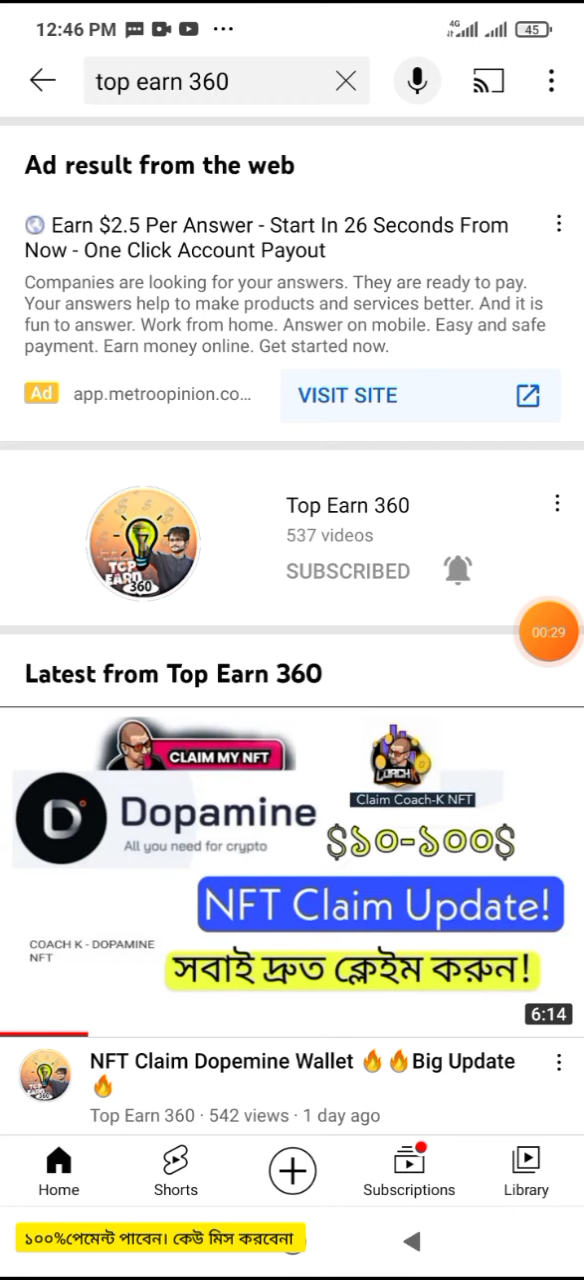 12:46 PM
4G
45
top earn 360
Ad result from the web
Earn $2.5 Per Answer - Start In 26 Seconds From
Now - One Click Account Payout
Companies are looking for your answers. They are ready to pay.
Your answers help to make products and services better. And it is
fun to answer. Work from home. Answer on mobile. Easy and safe
payment. Earn money online. Get started now.
Ad app.metroopinion.co...
VISIT SITE
TOP EARN 360
Top Earn 360
537 videos
SUBSCRIBED
00:29
Latest from Top Earn 360
CLAIM MY NFT
COACH K
Claim Coach-K NFT
Dopamine
All you need for crypto
$১০-১০০$
NFT Claim Update!
COACH K - DOPAMINE
NFT
সবাই দ্রুত ক্লেইম করুন!
6:14
NFT Claim Dopemine Wallet 🔥🔥Big Update
🔥
Top Earn 360 · 542 views · 1 day ago
Home
Shorts
Subscriptions
Library
১০০%পেমেন্ট পাবেন। কেউ মিস করবেনা